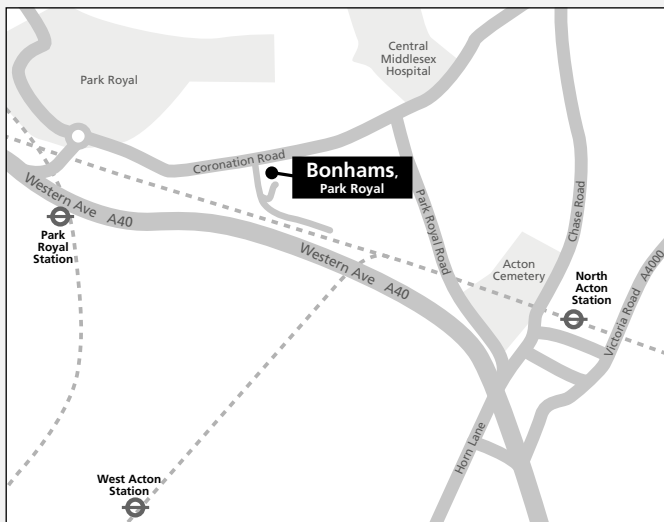 Central
Middlesex
Hospital
Park Royal
Coronation Road
Bonhams,
Park Royal
Western Ave A40
Park Royal Road
Chase Road
Park
Royal
Station
Western Ave A40
Acton
Cemetery
North
Acton
Station
Victoria Road A4000
Horn Lane
West Acton
Station